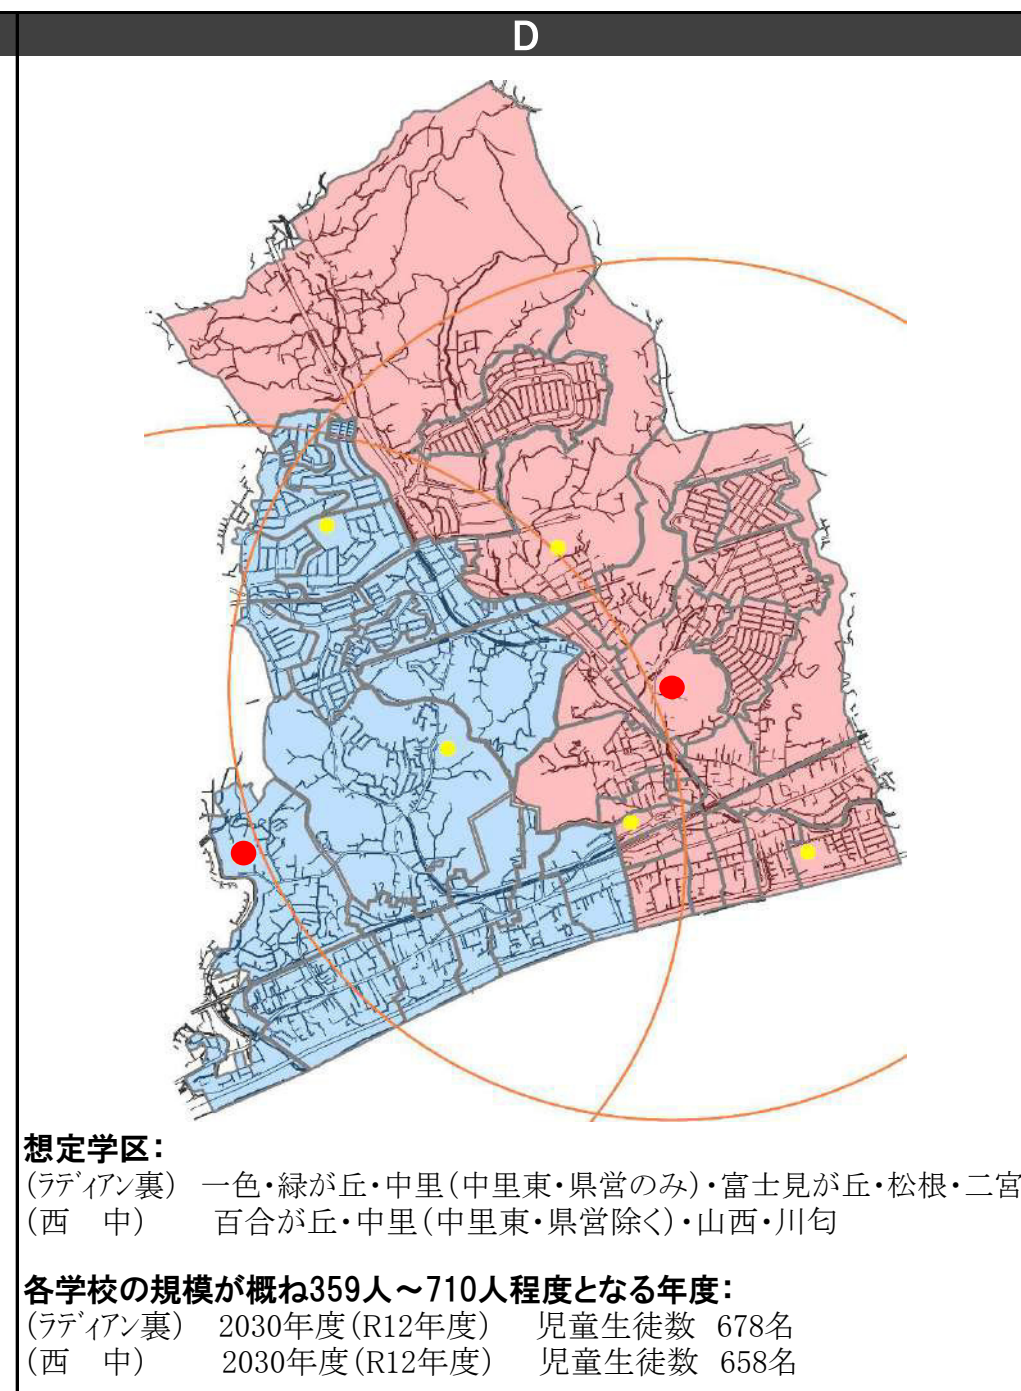 D
想定学区：
(ﾗﾃﾞｨｱﾝ裏) 一色・緑が丘・中里(中里東・県営のみ)・富士見が丘・松根・二宮
(西　中) 百合が丘・中里(中里東・県営除く)・山西・川匂
各学校の規模が概ね359人～710人程度となる年度：
(ﾗﾃﾞｨｱﾝ裏) 2030年度(R12年度) 児童生徒数 678名
(西　中) 2030年度(R12年度) 児童生徒数 658名